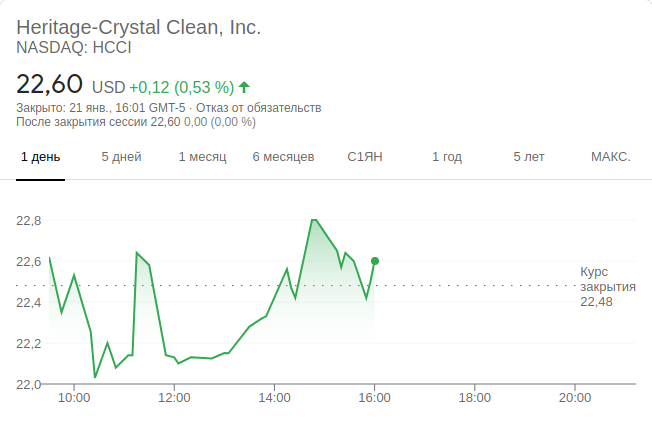 Heritage-Crystal Clean, Inc.
NASDAQ: HCCI
22,60 USD +0,12 (0,53 %)
Закрыто: 21 янв., 16:01 GMT-5 · Отказ от обязательств
После закрытия сессии 22,60 0,00 (0,00 %)
1 день 5 дней 1 месяц 6 месяцев С1ЯН 1 год 5 лет МАКС.
22,8
22,6
Курс
закрытия
22,48
22,4
22,2
22,0
10:00 12:00 14:00 16:00 18:00 20:00